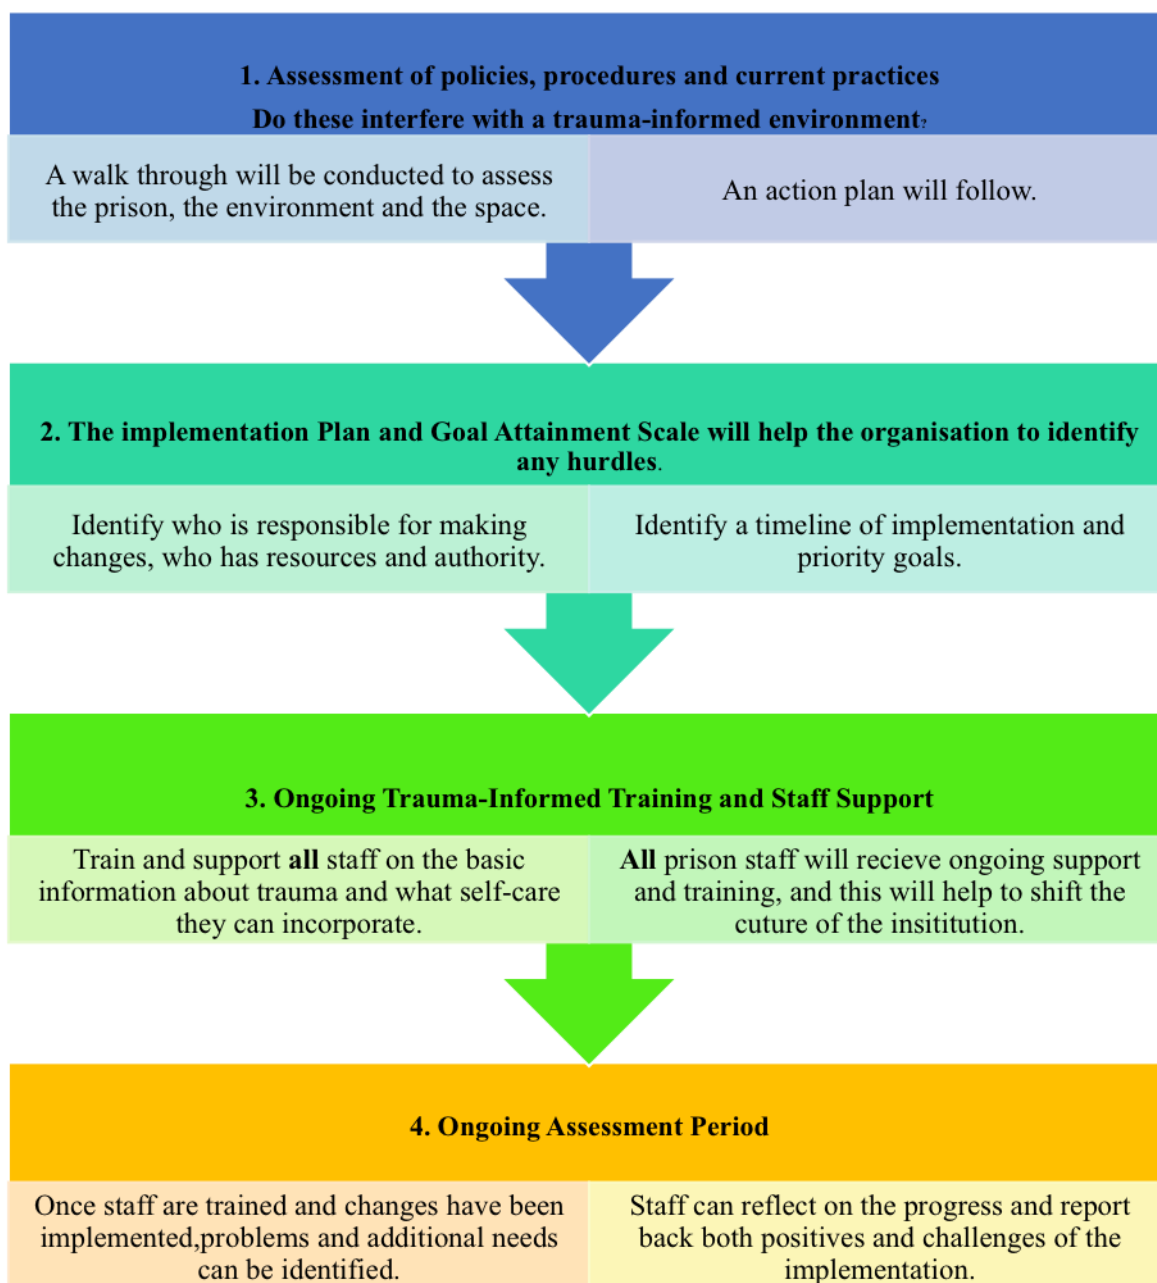 1. Assessment of policies, procedures and current practices
Do these interfere with a trauma-informed environment?
A walk through will be conducted to assess
the prison, the environment and the space.
An action plan will follow.
2. The implementation Plan and Goal Attainment Scale will help the organisation to identify
any hurdles.
Identify who is responsible for making
changes, who has resources and authority.
Identify a timeline of implementation and
priority goals.
3. Ongoing Trauma-Informed Training and Staff Support
Train and support all staff on the basic
information about trauma and what self-care
they can incorporate.
All prison staff will recieve ongoing support
and training, and this will help to shift the
cuture of the insititution.
4. Ongoing Assessment Period
Once staff are trained and changes have been
implemented,problems and additional needs
can be identified.
Staff can reflect on the progress and report
back both positives and challenges of the
implementation.